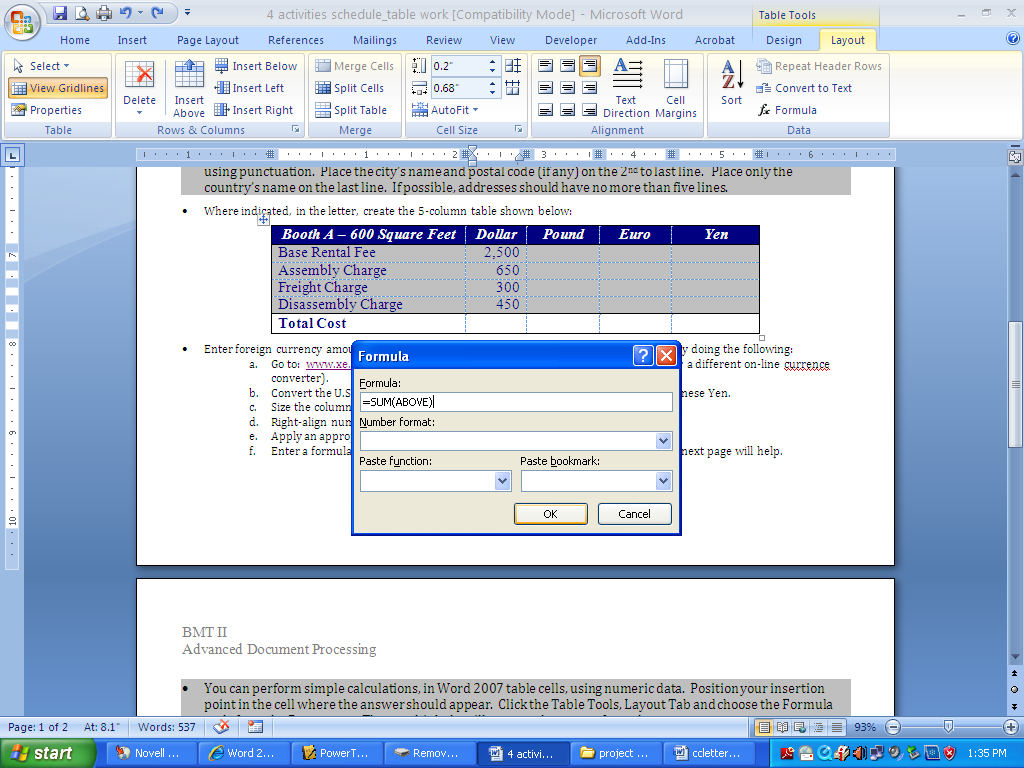 4 activities schedule_table work [Compatibility Mode] - Microsoft Word
Table Tools
Home Insert Page Layout References Mailings Review View Developer Add-Ins Acrobat Design Layout
Select
View Gridlines
Properties
Table
Delete
Insert Above
Insert Below
Insert Left
Insert Right
Rows & Columns
Merge Cells
Split Cells
Split Table
Merge
0.2"
0.68"
AutoFit
Cell Size
Text Direction
Cell Margins
Alignment
Sort
Repeat Header Rows
Convert to Text
Formula
Data
using punctuation. Place the city's name and postal code (if any) on the 2nd to last line. Place only the
country's name on the last line. If possible, addresses should have no more than five lines.
• Where indicated, in the letter, create the 5-column table shown below:
Booth A – 600 Square Feet Dollar Pound Euro Yen
Base Rental Fee 2,500
Assembly Charge 650
Freight Charge 300
Disassembly Charge 450
Total Cost
• Enter foreign currency amou y doing the following:
a. Go to: www.xe. a different on-line currence
converter).
b. Convert the U.S nese Yen.
c. Size the column
d. Right-align num
e. Apply an appro
f. Enter a formula next page will help.
Formula
Formula:
=SUM(ABOVE)
Number format:
Paste function: Paste bookmark:
OK Cancel
BMT II
Advanced Document Processing
• You can perform simple calculations, in Word 2007 table cells, using numeric data. Position your insertion
point in the cell where the answer should appear. Click the Table Tools, Layout Tab and choose the Formula
Page: 1 of 2 At: 8.1" Words: 537 93%
start Novell ... Word 2... PowerT... Remov... 4 activi... project ... ccletter... 1:35 PM